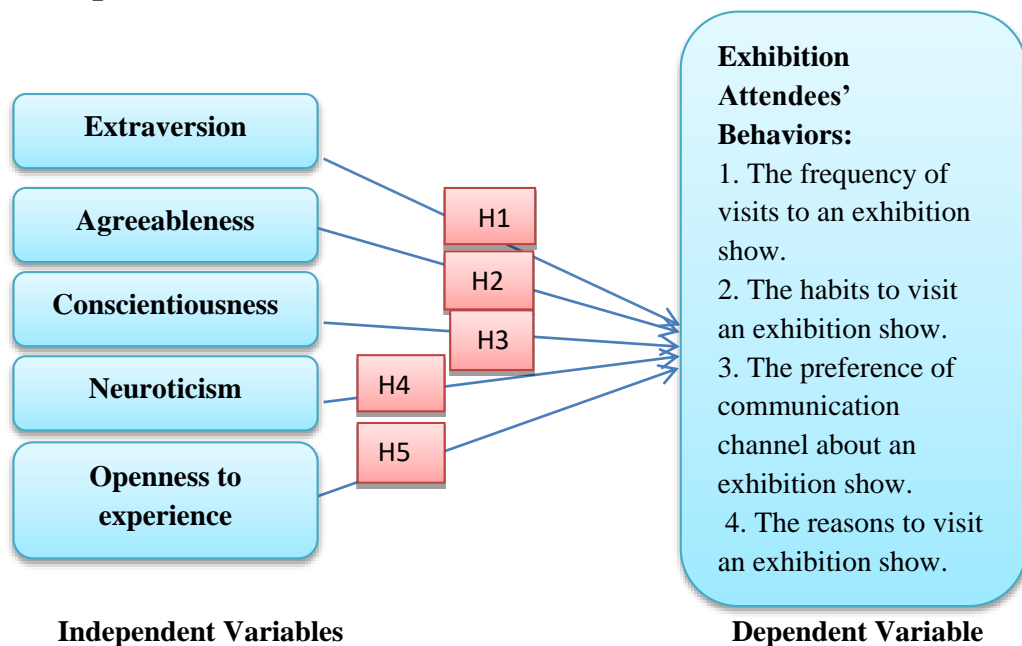 Extraversion
Agreeableness
Conscientiousness
Neuroticism
Openness to
experience
H1
H2
H3
H4
H5
Exhibition
Attendees’
Behaviors:
1. The frequency of
visits to an exhibition
show.
2. The habits to visit
an exhibition show.
3. The preference of
communication
channel about an
exhibition show.
4. The reasons to visit
an exhibition show.
Independent Variables
Dependent Variable